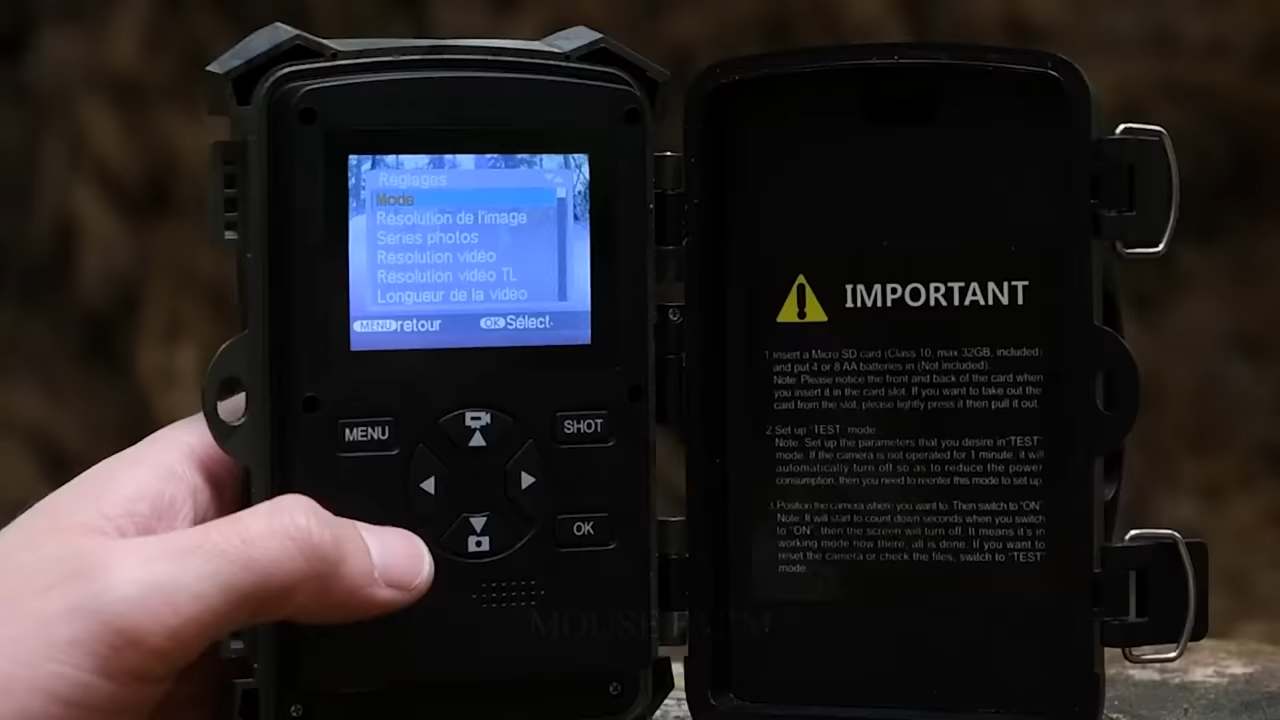 Réglages
Mode
Résolution de l'image
Séries photos
Résolution vidéo
Résolution vidéo TL
Longueur de la vidéo
MENU retour
OK Sélect.
MENU
SHOT
OK
IMPORTANT
1.Insert a Micro SD card (Class 10, max 32GB, included)
and put 4 or 8 AA batteries in (Not included).
Note: Please notice the front and back of the card when
you insert it in the card slot. If you want to take out the
card from the slot, please lightly press it then pull it out.
2.Set up "TEST" mode
Note: Set up the parameters that you desire in"TEST"
mode. If the camera is not operated for 1 minute, it will
automatically turn off so as to reduce the power
consumption, then you need to reenter this mode to set up.
3.Position the camera where you want to. Then switch to "ON"
Note: It will start to count down seconds when you switch
to "ON", then the screen will turn off. It means it's in
working mode now there, all is done. If you want to
reset the camera or check the files, switch to "TEST"
mode.